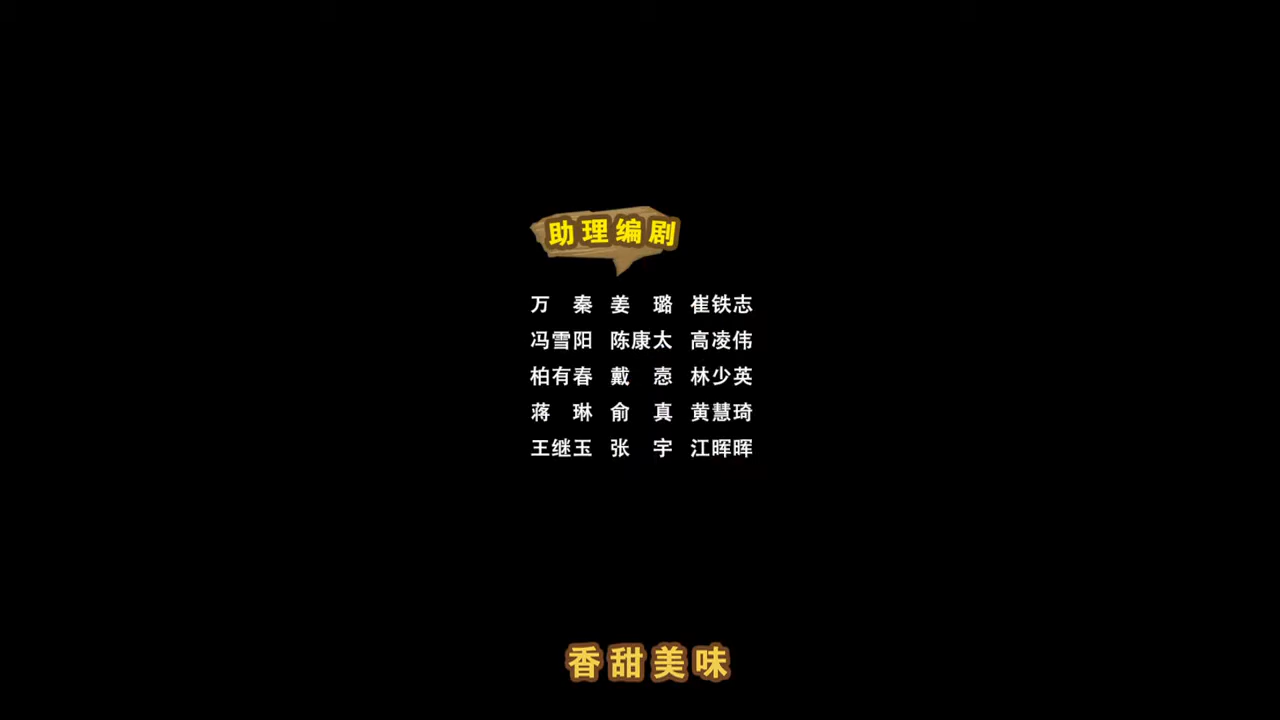 助理编剧
万 秦 姜 璐 崔铁志
冯雪阳 陈康太 高凌伟
柏有春 戴 悫 林少英
蒋 琳 俞 真 黄慧琦
王继玉 张 宇 江晖晖
香甜美味